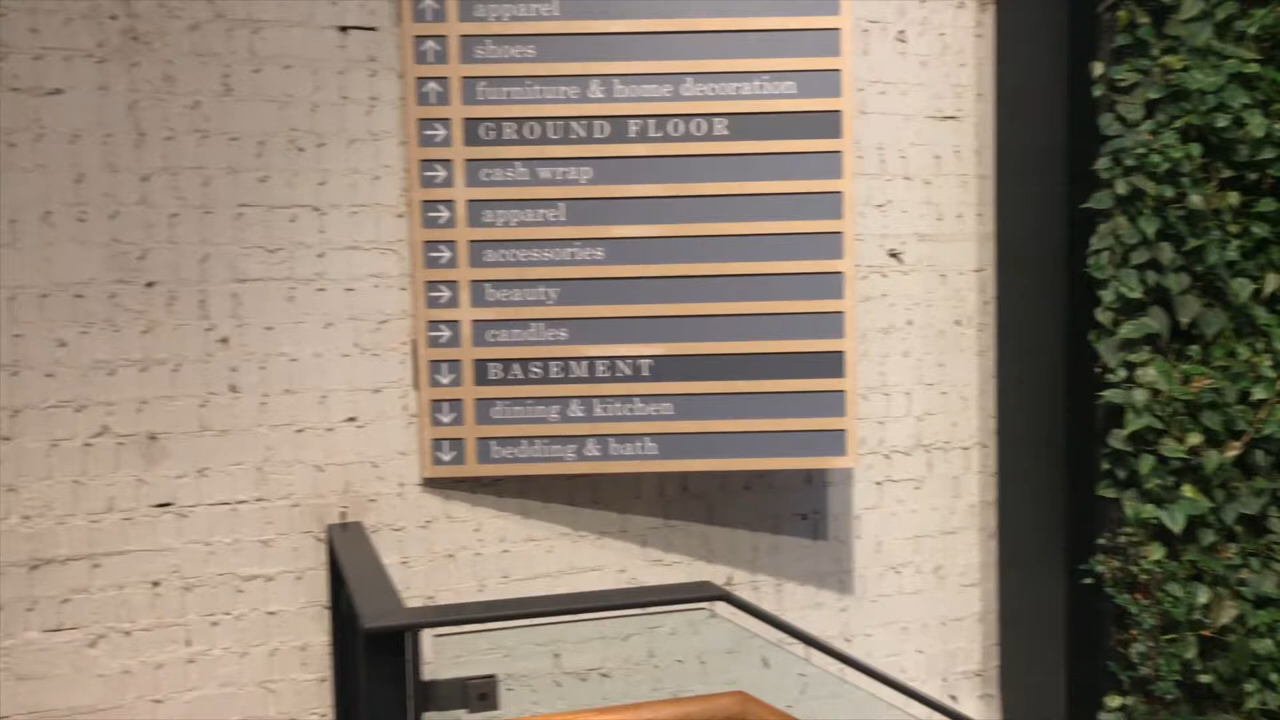 apparel
shoes
furniture & home decoration
GROUND FLOOR
cash wrap
apparel
accessories
beauty
candles
BASEMENT
dining & kitchen
bedding & bath